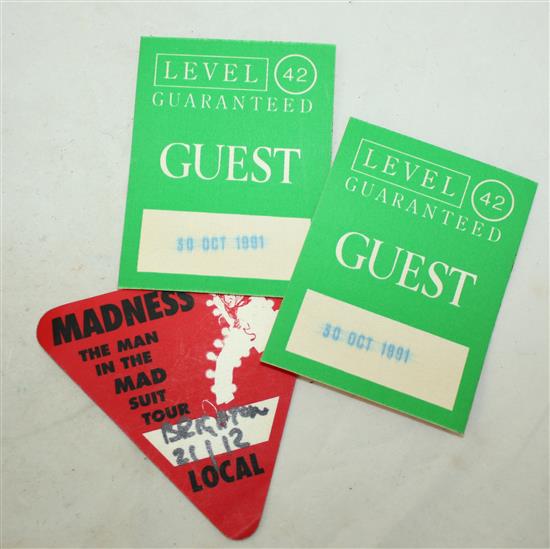 LEVEL 42
GUARANTEED
GUEST
30 OCT 1991
LEVEL 42
GUARANTEED
GUEST
30 OCT 1991
MADNESS
THE MAN
IN THE
MAD
SUIT
TOUR
BRIGHTON
21/12
LOCAL